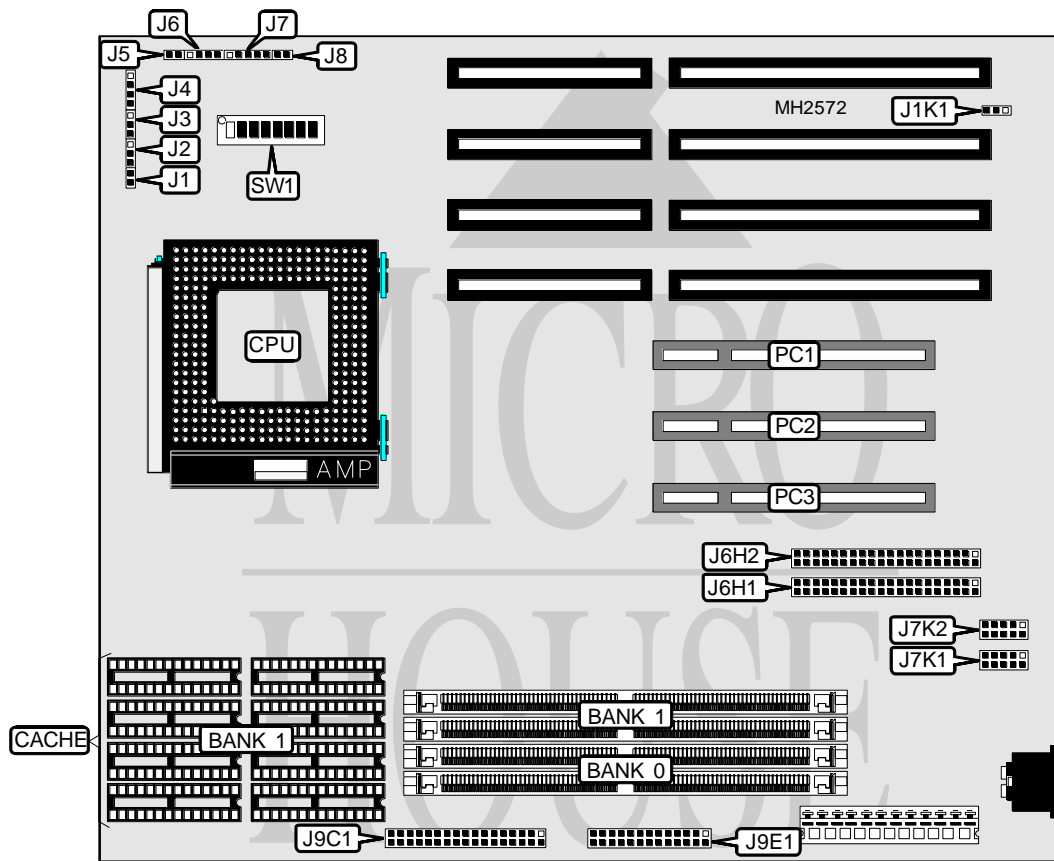 J6
J7
J5
J8
J4
J3
J2
J1
SW1
MH2572
J1K1
CPU
AMP
PC1
PC2
PC3
MICRO
HOUSE
J6H2
J6H1
J7K2
J7K1
CACHE
BANK 1
BANK 1
BANK 0
J9C1
J9E1